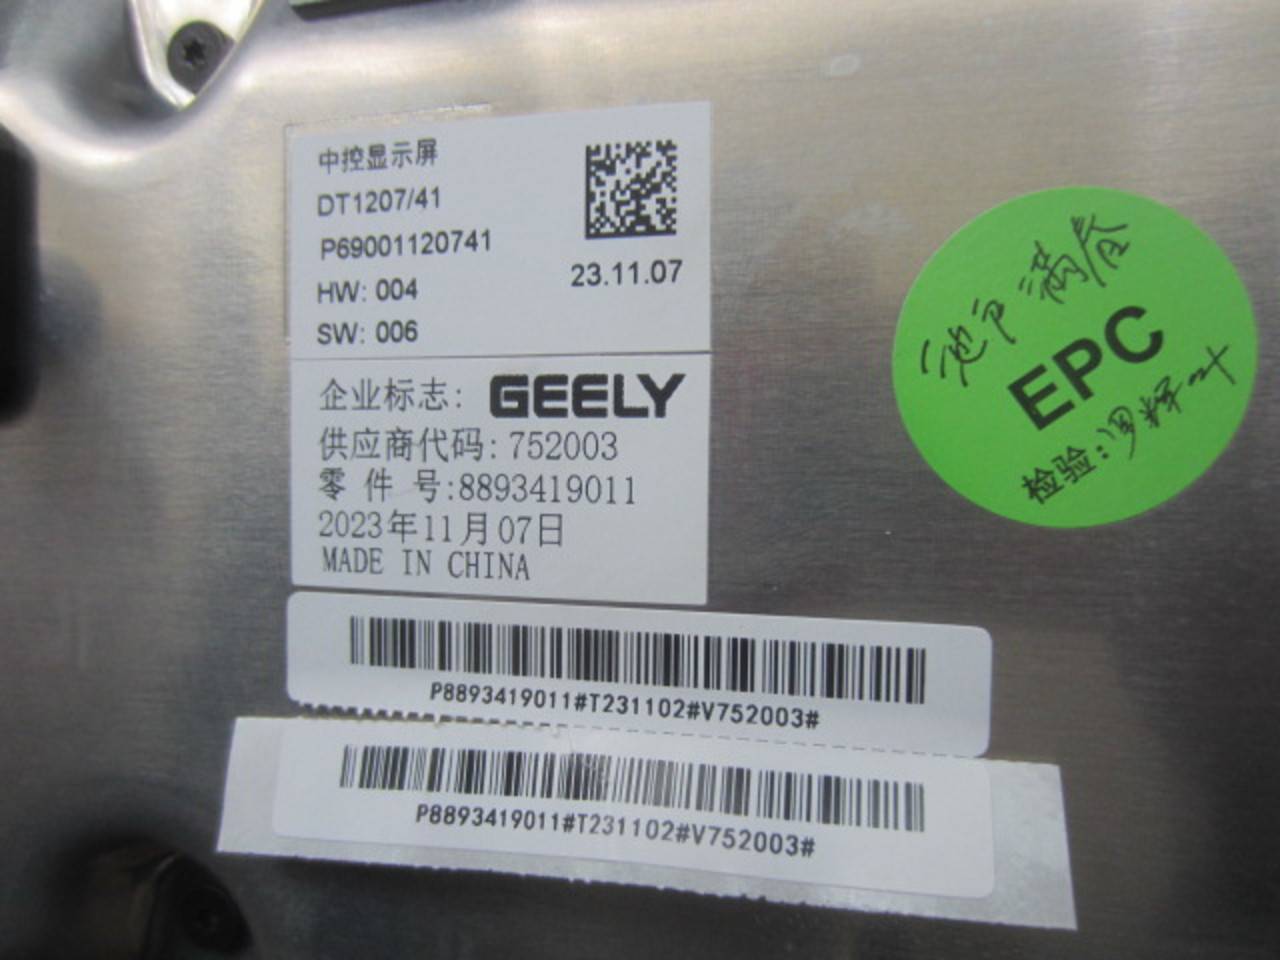 中控显示屏
DT1207/41
P69001120741
HW: 004
SW: 006
23.11.07
企业标志: GEELY
供应商代码: 752003
零 件 号:8893419011
2023年11月07日
MADE IN CHINA
P8893419011#T231102#V752003#
P8893419011#T231102#V752003#
EPC
检验: